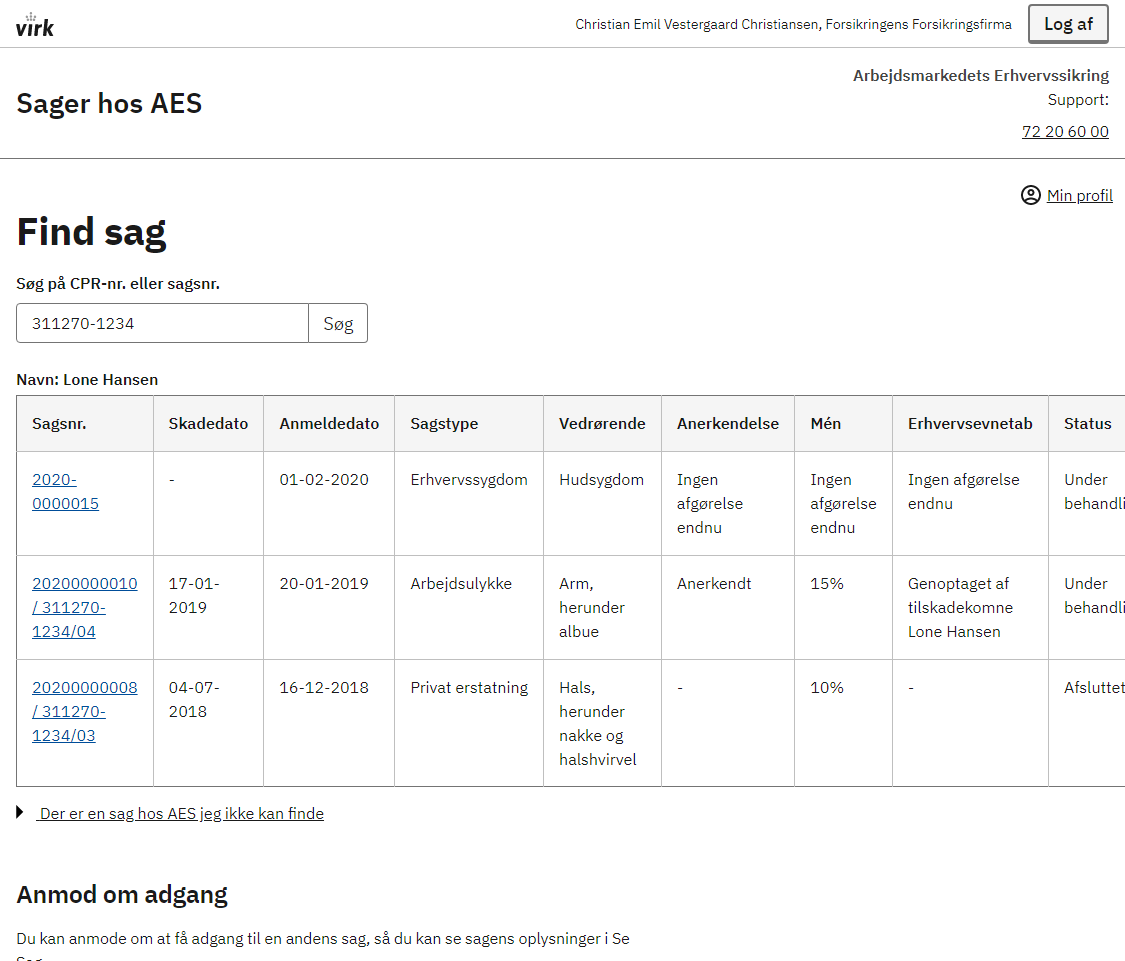 virk
Christian Emil Vestergaard Christiansen, Forsikringens Forsikringsfirma
Log af
Sager hos AES
Arbejdsmarkedets Erhvervssikring
Support:
72 20 60 00
Min profil
Find sag
Søg på CPR-nr. eller sagsnr.
311270-1234 Søg
Navn: Lone Hansen
Sagsnr. Skadedato Anmeldedato Sagstype Vedrørende Anerkendelse Mén Erhvervsevnetab Status
2020- - 01-02-2020 Erhvervssygdom Hudsygdom Ingen Ingen Ingen afgørelse Under
0000015 afgørelse afgørelse endnu behandli
endnu endnu
20200000010 17-01- 20-01-2019 Arbejdsulykke Arm, Anerkendt 15% Genoptaget af Under
/ 311270- 2019 herunder tilskadekomne behandli
1234/04 albue Lone Hansen
20200000008 04-07- 16-12-2018 Privat erstatning Hals, - 10% - Afsluttet
/ 311270- 2018 herunder
1234/03 nakke og
halshvirvel
Der er en sag hos AES jeg ikke kan finde
Anmod om adgang
Du kan anmode om at få adgang til en andens sag, så du kan se sagens oplysninger i Se